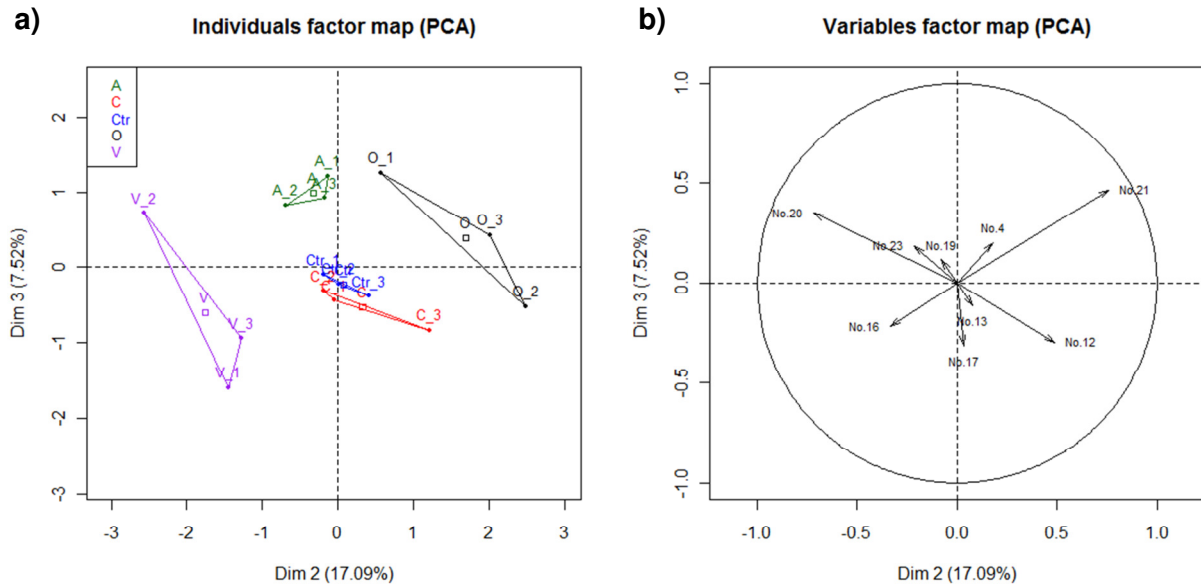 a)
Individuals factor map (PCA)
A
C
Ctr
O
V
A_1
A
A_2
A_3
O_1
O
O_3
O_2
V_2
V
V_3
V_1
Ctr_1
Ctr_2
Ctr
Ctr_3
C_2
C
C_3
2
1
0
-1
-2
-3
Dim 3 (7.52%)
-3
-2
-1
0
1
2
3
Dim 2 (17.09%)
b)
Variables factor map (PCA)
No.21
No.20
No.4
No.23
No.19
No.13
No.16
No.12
No.17
1.0
0.5
0.0
-0.5
-1.0
Dim 3 (7.52%)
-1.0
-0.5
0.0
0.5
1.0
Dim 2 (17.09%)